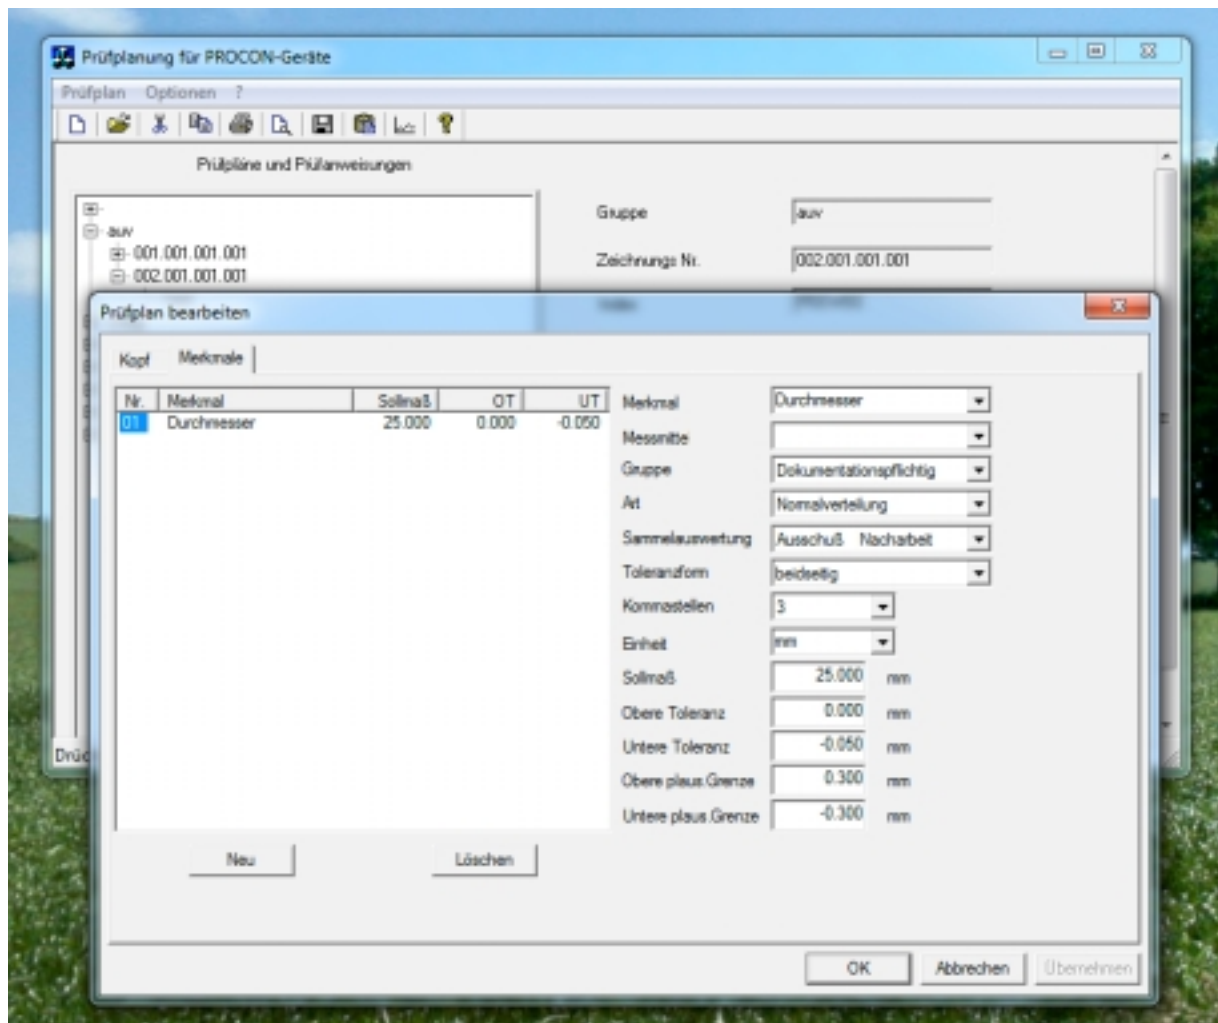 Prüfplanung für PROCON-Geräte
Prüfplan Optionen ?
Prüfpläne und Prüfanweisungen
auv
001.001.001.001
002.001.001.001
Gruppe auv
Zeichnungs Nr. 002.001.001.001
Prüfplan bearbeiten
Kopf Merkmale
Nr. Merkmal Sollmaß OT UT
01 Durchmesser 25.000 0.000 -0.050
Merkmal Durchmesser
Messmitte
Gruppe Dokumentationspflichtig
Art Normalverteilung
Sammelauswertung Ausschuß Nacharbeit
Toleranzform beidseitig
Kommastellen 3
Einheit mm
Sollmaß 25.000 mm
Obere Toleranz 0.000 mm
Untere Toleranz -0.050 mm
Obere plaus.Grenze 0.300 mm
Untere plaus.Grenze -0.300 mm
Drüc
Neu Löschen
OK Abbrechen Übernehmen